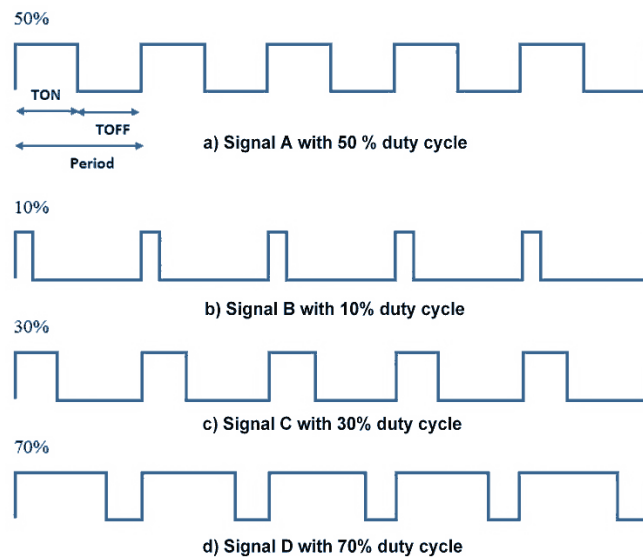 50%
TON
TOFF
Period
a) Signal A with 50 % duty cycle
10%
b) Signal B with 10% duty cycle
30%
c) Signal C with 30% duty cycle
70%
d) Signal D with 70% duty cycle